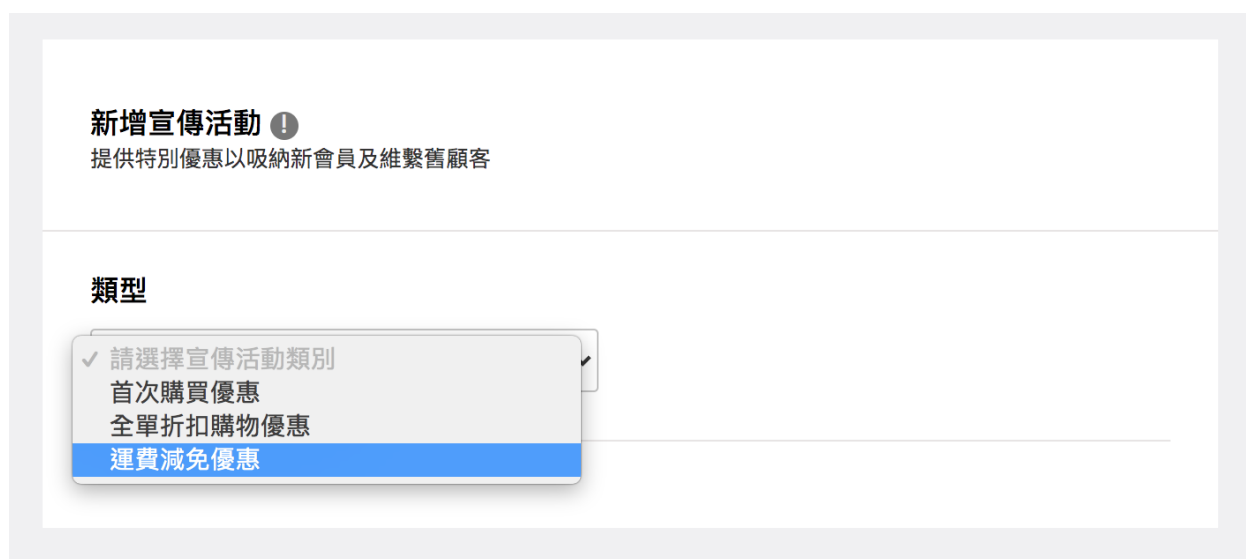 新增宣傳活動
提供特別優惠以吸納新會員及維繫舊顧客
類型
請選擇宣傳活動類別
首次購買優惠
全單折扣購物優惠
運費減免優惠